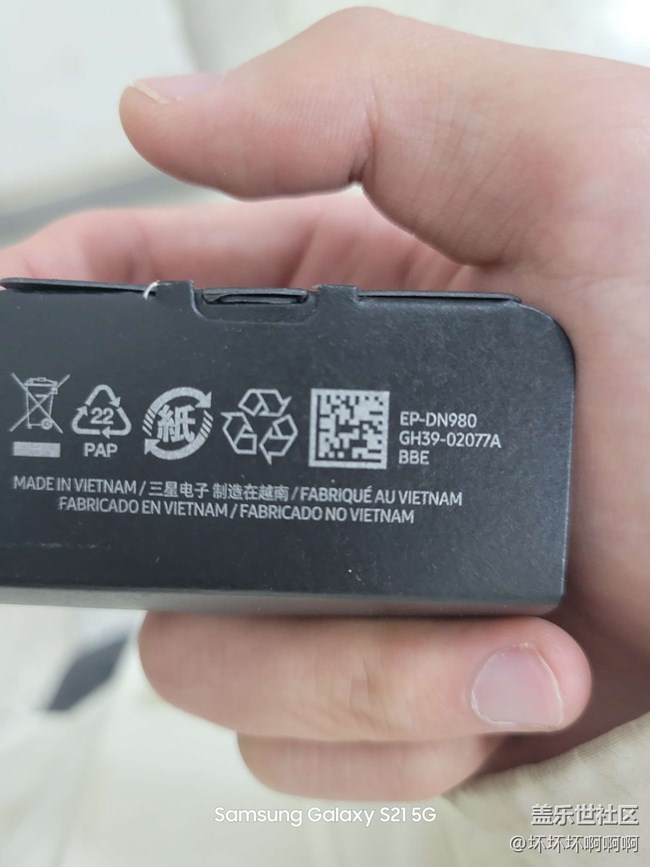 22
PAP
紙
EP-DN980
GH39-02077A
BBE
MADE IN VIETNAM / 三星电子 制造在越南 / FABRIQUÉ AU VIETNAM
FABRICADO EN VIETNAM / FABRICADO NO VIETNAM
Samsung Galaxy S21 5G
盖乐世社区
@坏坏坏啊啊啊